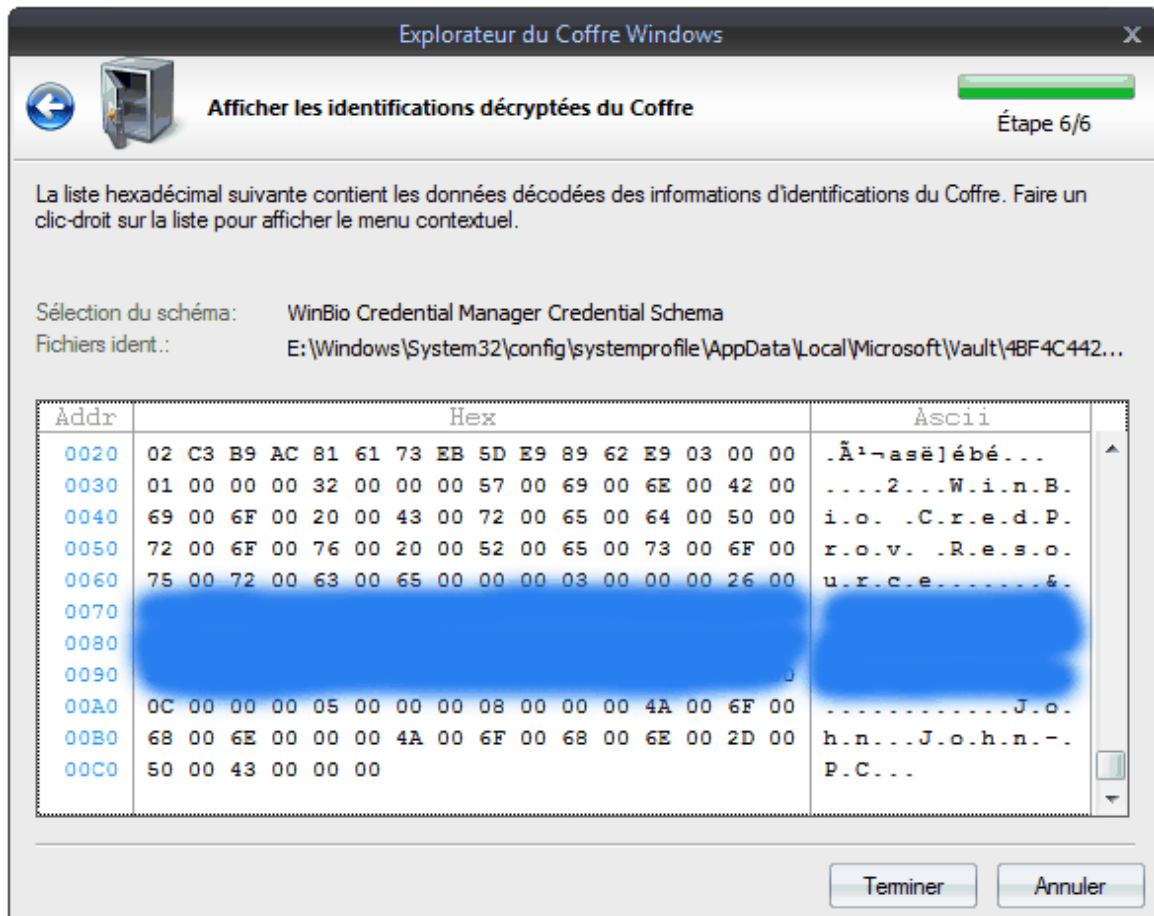 Explorateur du Coffre Windows
Afficher les identifications décryptées du Coffre
Étape 6/6
La liste hexadécimal suivante contient les données décodées des informations d'identifications du Coffre. Faire un
clic-droit sur la liste pour afficher le menu contextuel.
Sélection du schéma: WinBio Credential Manager Credential Schema
Fichiers ident.: E:\Windows\System32\config\systemprofile\AppData\Local\Microsoft\Vault\4BF4C442...
Addr Hex Ascii
0020 02 C3 B9 AC 81 61 73 EB 5D E9 89 62 E9 03 00 00 .Ã¹¬asë]ébé...
0030 01 00 00 00 32 00 00 00 57 00 69 00 6E 00 42 00 ....2...W.i.n.B.
0040 69 00 6F 00 20 00 43 00 72 00 65 00 64 00 50 00 i.o. .C.r.e.d.P.
0050 72 00 6F 00 76 00 20 00 52 00 65 00 73 00 6F 00 r.o.v. .R.e.s.o.
0060 75 00 72 00 63 00 65 00 00 00 03 00 00 00 26 00 u.r.c.e.......&.
0070
0080
0090
00A0 0C 00 00 00 05 00 00 00 08 00 00 00 4A 00 6F 00 ............J.o.
00B0 68 00 6E 00 00 00 4A 00 6F 00 68 00 6E 00 2D 00 h.n...J.o.h.n.-.
00C0 50 00 43 00 00 00 P.C...
Terminer Annuler